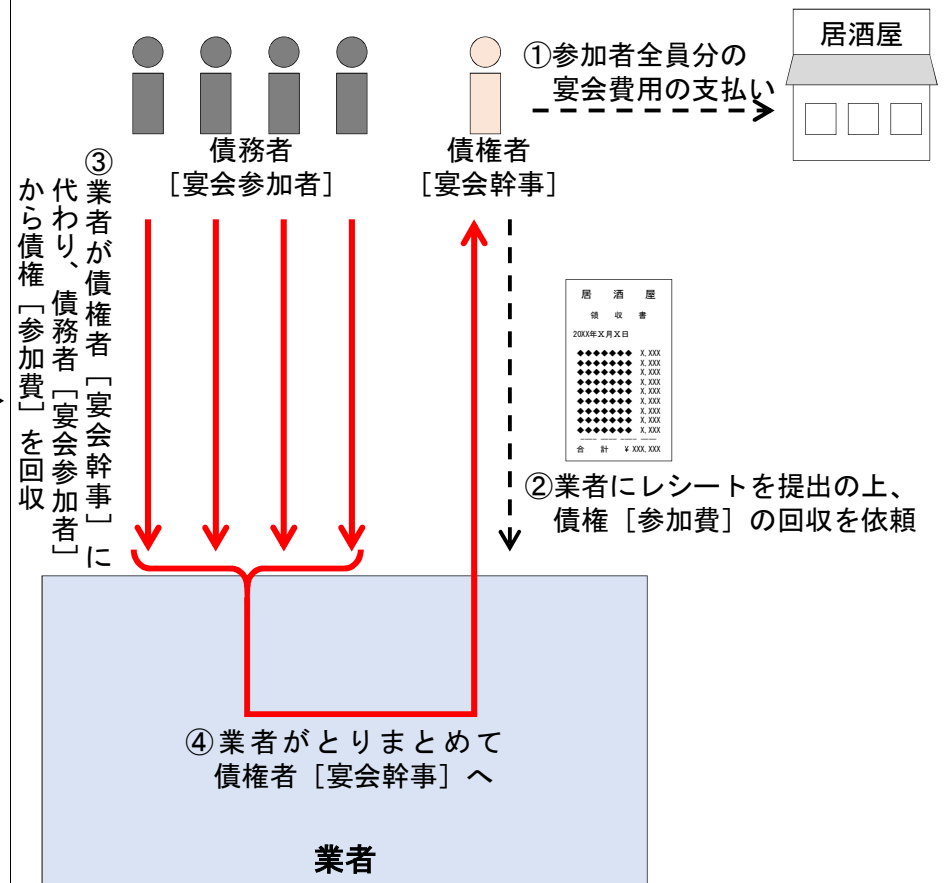 居酒屋
①参加者全員分の
宴会費用の支払い
債務者
［宴会参加者］
債権者
［宴会幹事］
③業者が債権者［宴会幹事］に
代わり、債務者［宴会参加者］
から債権［参加費］を回収
居　酒　屋
領　収　書
20XX年X月X日
◆◆◆◆◆◆◆ X,XXX
◆◆◆◆◆◆◆ X,XXX
◆◆◆◆◆◆◆ X,XXX
◆◆◆◆◆◆◆ X,XXX
◆◆◆◆◆◆◆ X,XXX
◆◆◆◆◆◆◆ X,XXX
◆◆◆◆◆◆◆ X,XXX
◆◆◆◆◆◆◆ X,XXX
◆◆◆◆◆◆◆ X,XXX
合　計　¥ XXX,XXX
②業者にレシートを提出の上、
債権［参加費］の回収を依頼
④業者がとりまとめて
債権者［宴会幹事］へ
業者